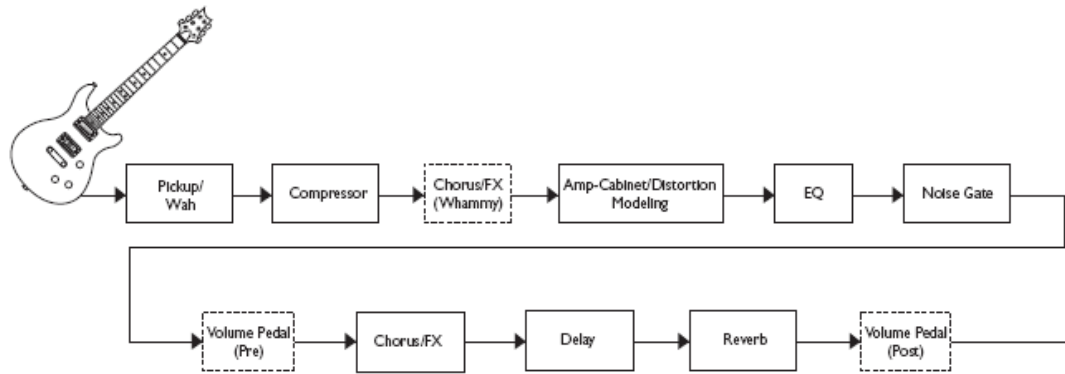 Pickup/
Wah
Compressor
Chorus/FX
(Whammy)
Amp-Cabinet/Distortion
Modeling
EQ
Noise Gate
Volume Pedal
(Pre)
Chorus/FX
Delay
Reverb
Volume Pedal
(Post)